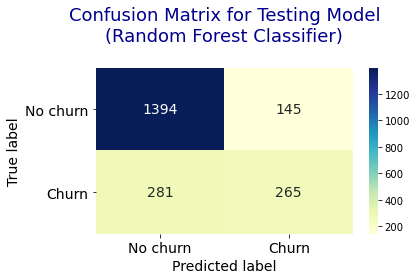 Confusion Matrix for Testing Model
(Random Forest Classifier)
No churn
1394
145
Churn
281
265
No churn
Churn
Predicted label
True label
1200
1000
800
600
400
200